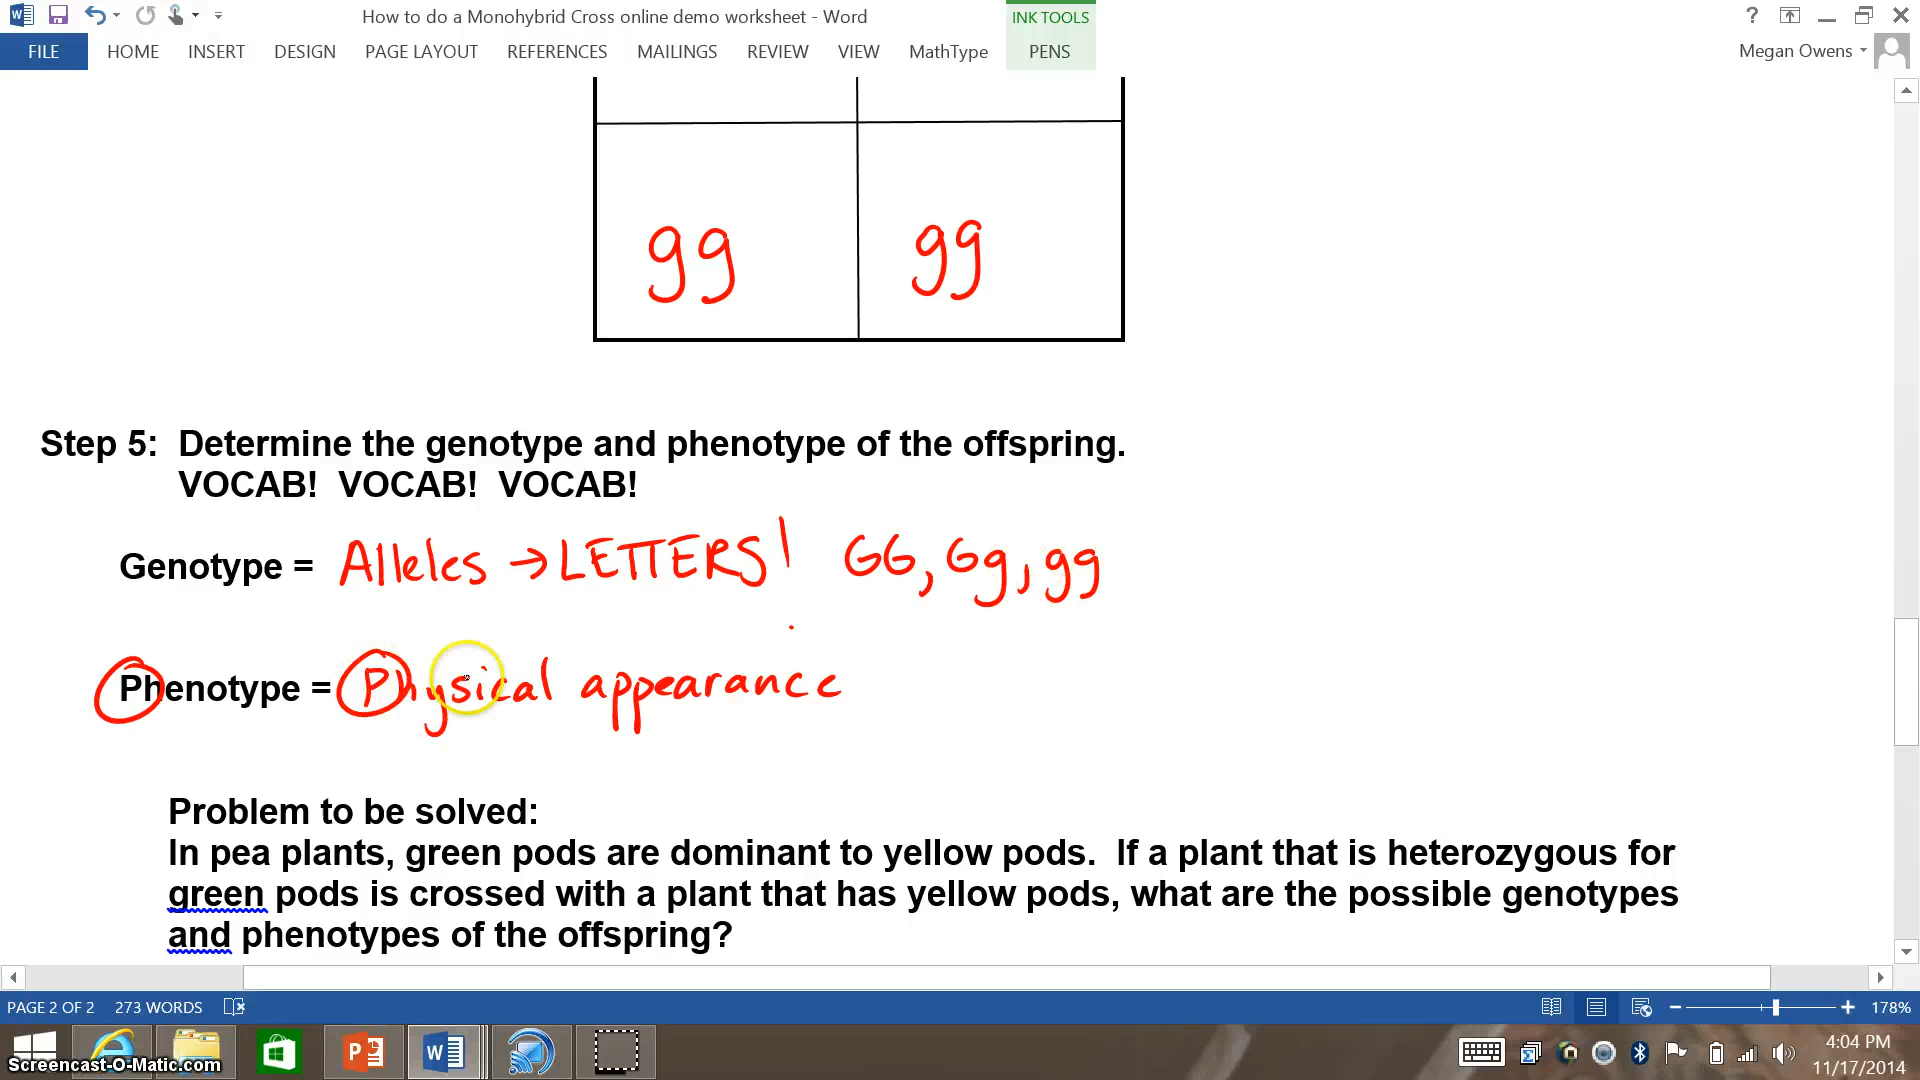 How to do a Monohybrid Cross online demo worksheet - Word
INK TOOLS
FILE HOME INSERT DESIGN PAGE LAYOUT REFERENCES MAILINGS REVIEW VIEW MathType PENS
Megan Owens
gg gg
Step 5: Determine the genotype and phenotype of the offspring.
VOCAB! VOCAB! VOCAB!
Genotype = Alleles → LETTERS! GG, Gg, gg
Phenotype = Physical appearance
Problem to be solved:
In pea plants, green pods are dominant to yellow pods. If a plant that is heterozygous for
green pods is crossed with a plant that has yellow pods, what are the possible genotypes
and phenotypes of the offspring?
PAGE 2 OF 2 273 WORDS 178%
4:04 PM
Screencast-O-Matic.com
11/17/2014